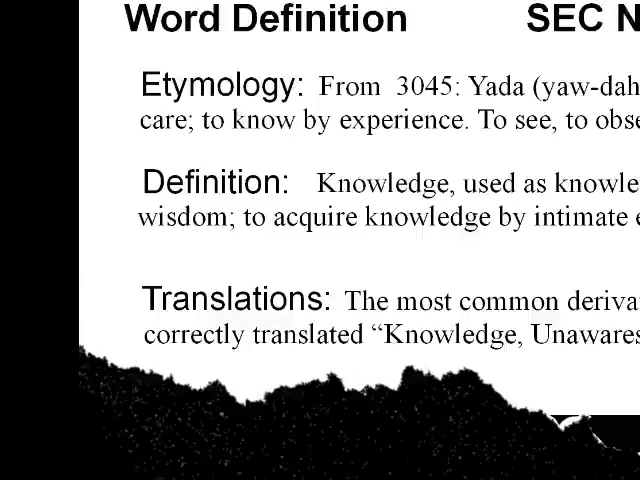 Word Definition SEC N
Etymology: From 3045: Yada (yaw-dah
care; to know by experience. To see, to obse
Definition: Knowledge, used as knowle
wisdom; to acquire knowledge by intimate e
Translations: The most common deriva
correctly translated “Knowledge, Unawares